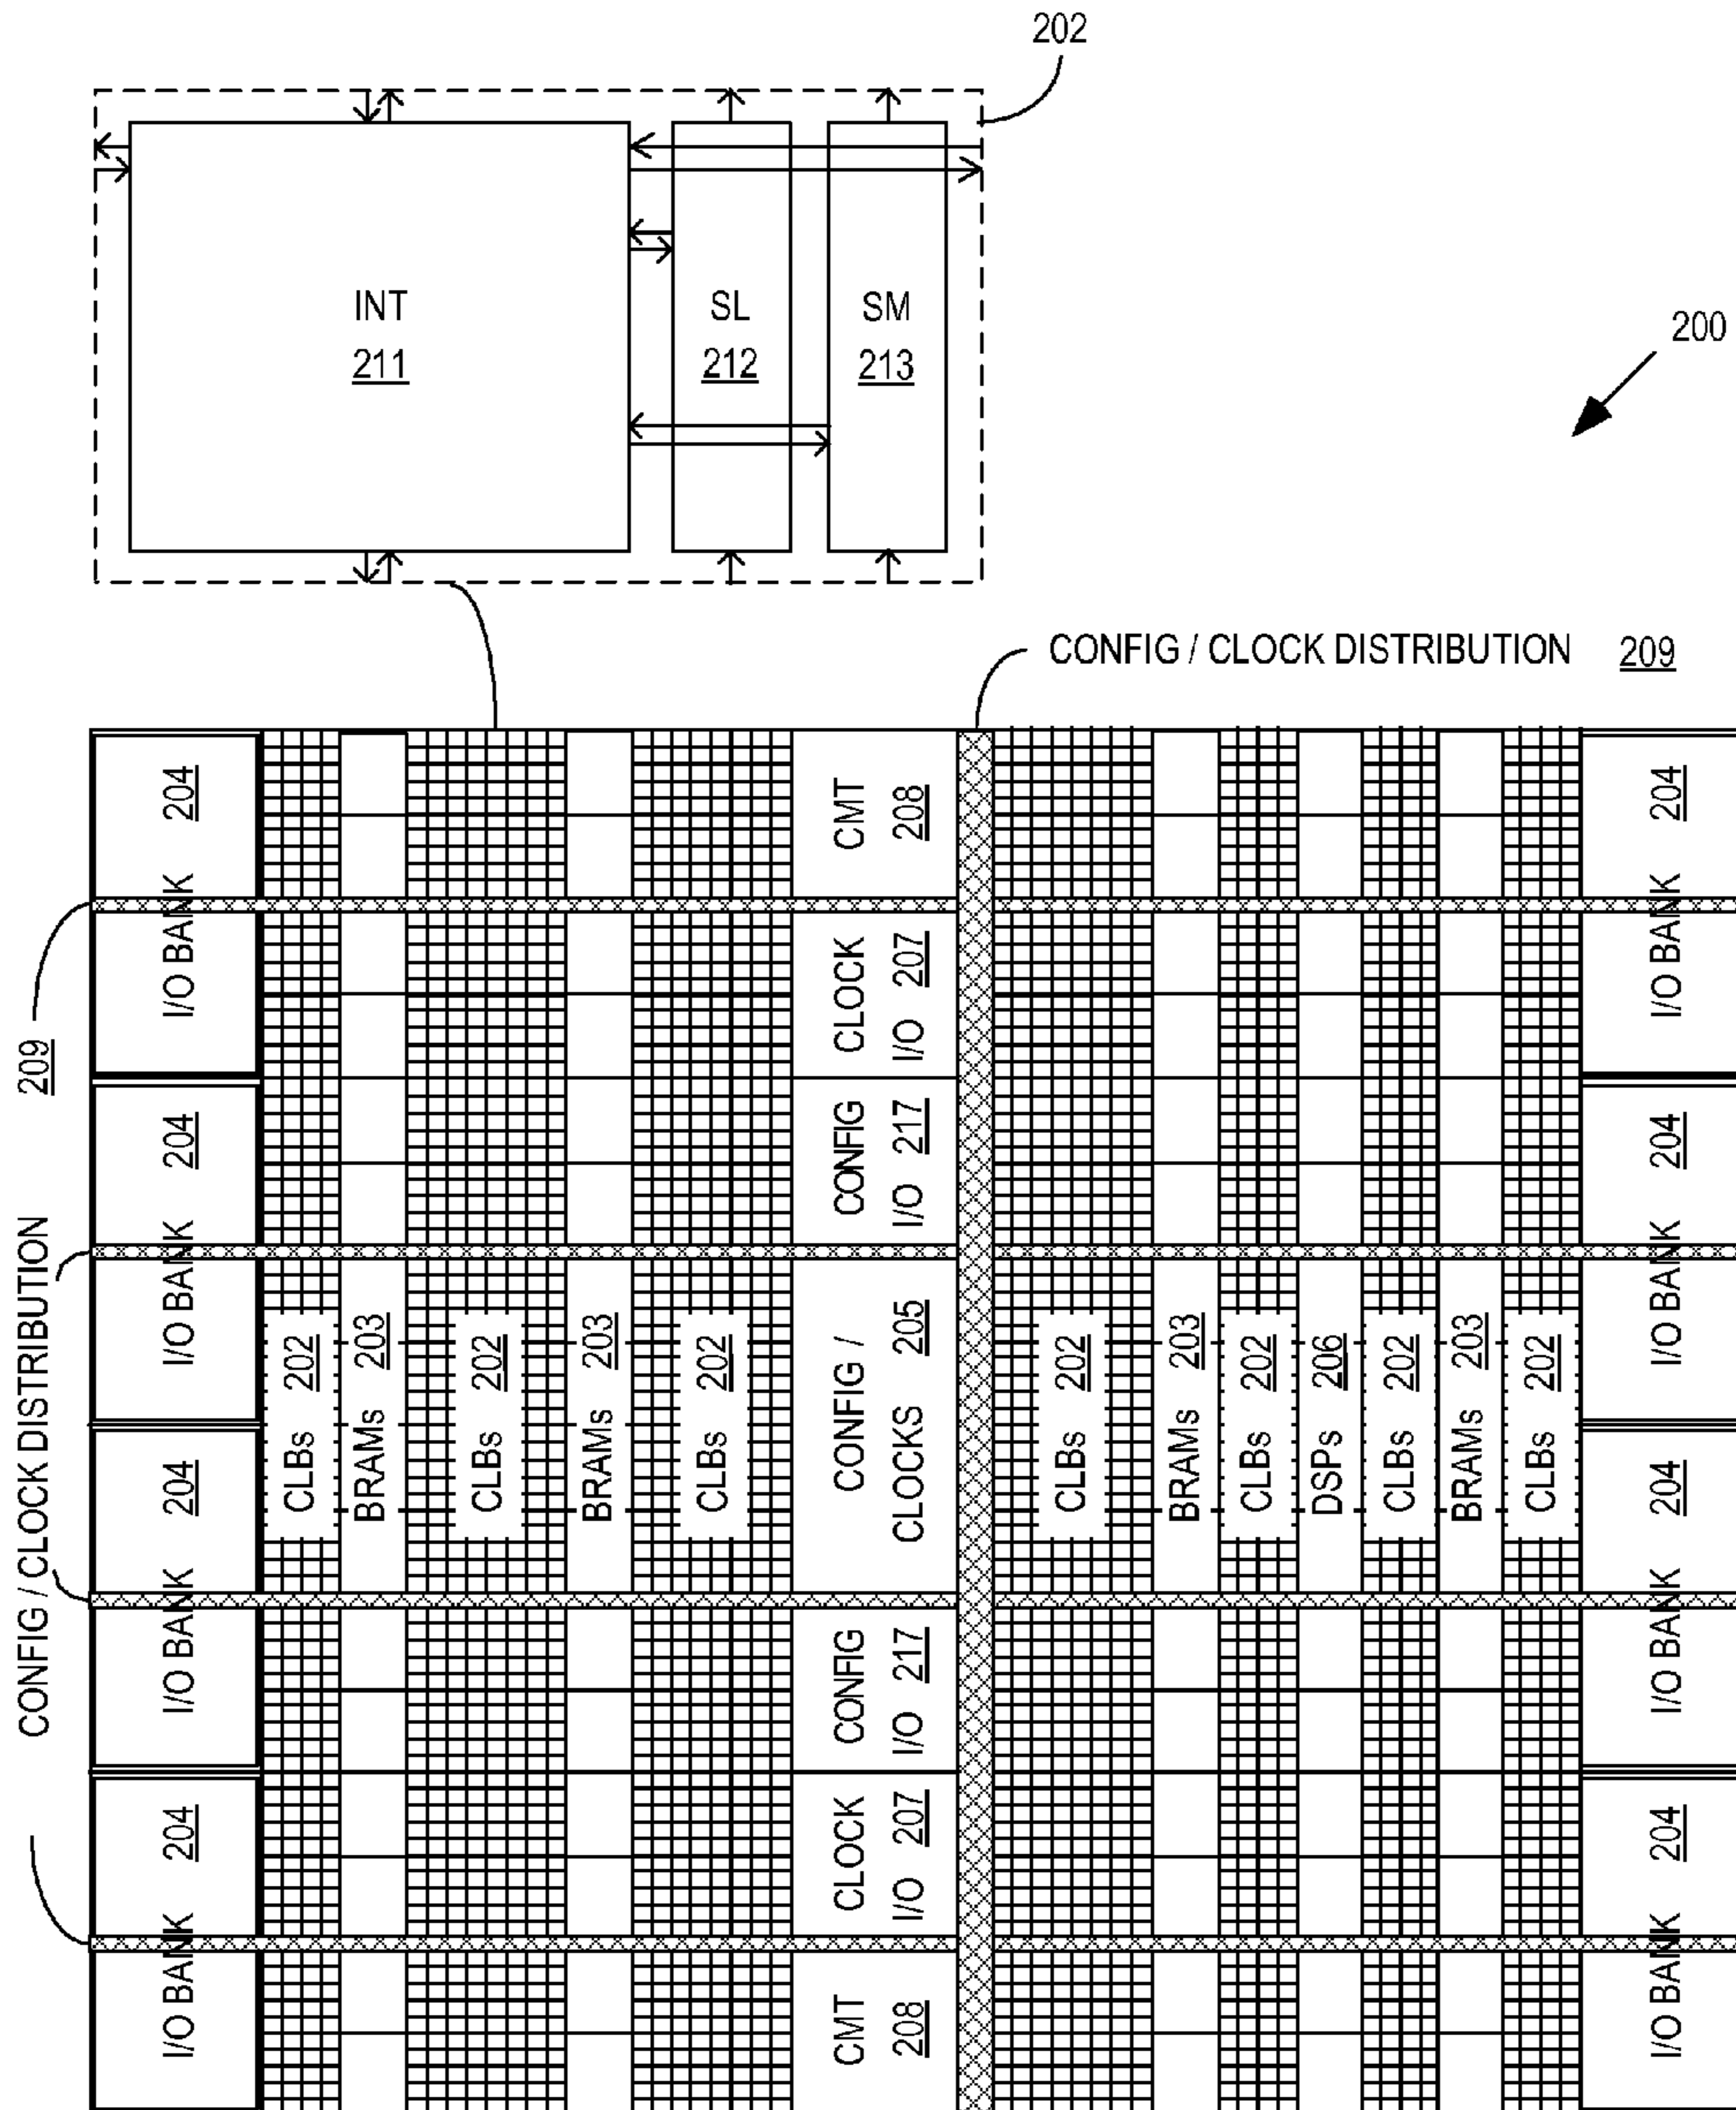 202
INT
211
SL
212
SM
213
200
CONFIG / CLOCK DISTRIBUTION 209
209
CONFIG / CLOCK DISTRIBUTION
I/O BANK 204
I/O BANK 204
I/O BANK 204
I/O BANK 204
CLBs 202
BRAMs 203
CLBs 202
BRAMs 203
CLBs 202
CMT
208
CLOCK
I/O 207
CONFIG
I/O 217
CONFIG /
CLOCKS 205
CONFIG
I/O 217
CLOCK
I/O 207
CMT
208
CLBs 202
BRAMs 203
CLBs 202
DSPs 206
CLBs 202
BRAMs 203
CLBs 202
I/O BANK 204
I/O BANK 204
I/O BANK 204
I/O BANK 204